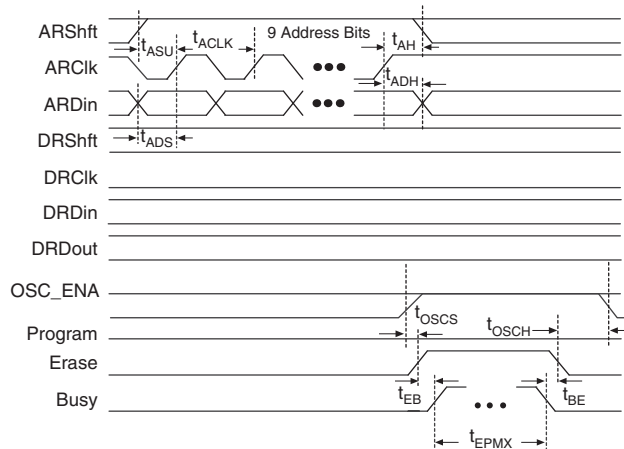 ARShft
tASU
tACLK
9 Address Bits
tAH
ARClk
tADH
ARDin
DRShft
tADS
DRClk
DRDin
DRDout
OSC_ENA
tOSCS
tOSCH
Program
Erase
tEB
tBE
Busy
tEPMX